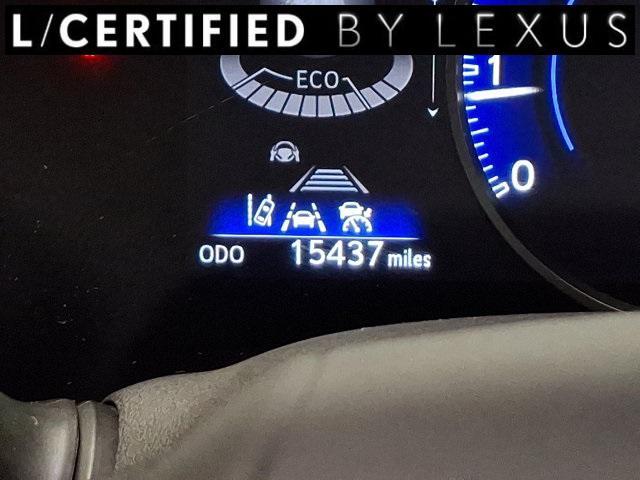 L/CERTIFIED BY LEXUS
ECO
1
0
ODO 15437 miles